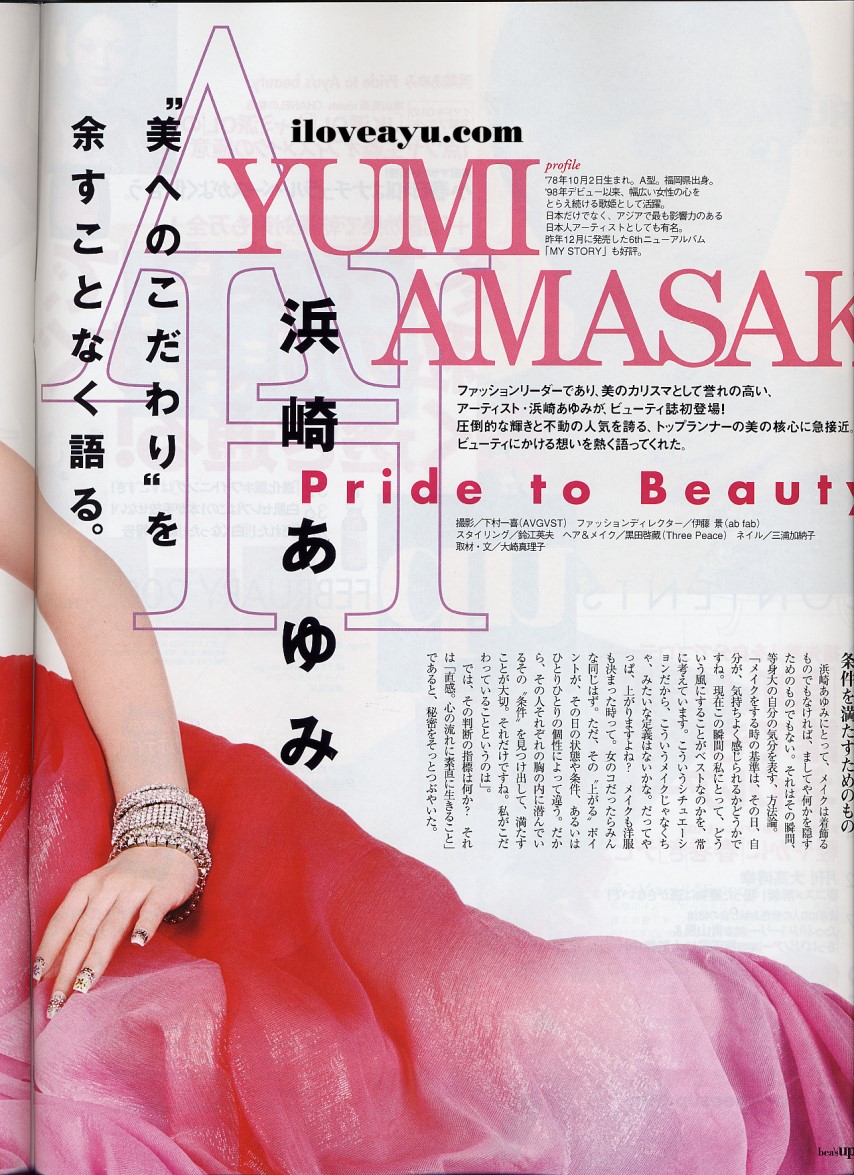 iloveayu.com
"美へのこだわり"を
余すことなく語る。
AYUMI
HAMASAK
浜崎あゆみ
profile
'78年10月2日生まれ。A型。福岡県出身。
'98年デビュー以来、幅広い女性の心を
とらえ続ける歌姫として活躍。
日本だけでなく、アジアで最も影響力のある
日本人アーティストとしても有名。
昨年12月に発売した6thニューアルバム
「MY STORY」も好評。
ファッションリーダーであり、美のカリスマとして誉れの高い、
アーティスト・浜崎あゆみが、ビューティ誌初登場!
圧倒的な輝きと不動の人気を誇る、トップランナーの美の核心に急接近。
ビューティにかける想いを熱く語ってくれた。
Pride to Beauty
撮影/下村一喜(AVGVST) ファッションディレクター/伊藤 景(ab fab)
スタイリング/鈴江英夫 ヘア&メイク/黒田啓蔵(Three Peace) ネイル/三浦加納子
取材・文/大崎真理子
条件を満たすためのもの
浜崎あゆみにとって、メイクは着飾る
ものでもなければ、ましてや何かを隠す
ためのものでもない。それはその瞬間、
等身大の自分の気分を表す、方法論。
「メイクをする時の基準は、その日、自
分が、気持ちよく感じられるかどうかで
すね。現在この瞬間の私にとって、どう
いう風にすることがベストなのかを、常
に考えています。こういうシチュエーシ
ョンだから、こういうメイクじゃなくち
ゃ、みたいな定義はないかな。だってや
っぱ、上がりますよね? メイクも洋服
も決まった時って。女のコだったらみん
な同じはず。ただ、その〝上がる〟ポイ
ントが、その日の状態や条件、あるいは
ひとりひとりの個性によって違う。だか
ら、その人それぞれの胸の内に潜んでい
るその〝条件〟を見つけ出して、満たす
ことが大切。それだけですね。私がこだ
わっていることというのは」。
では、その判断の指標は何か? それ
は「直感。心の流れに素直に生きること」
であると、秘密をそっとつぶやいた。
bea's up